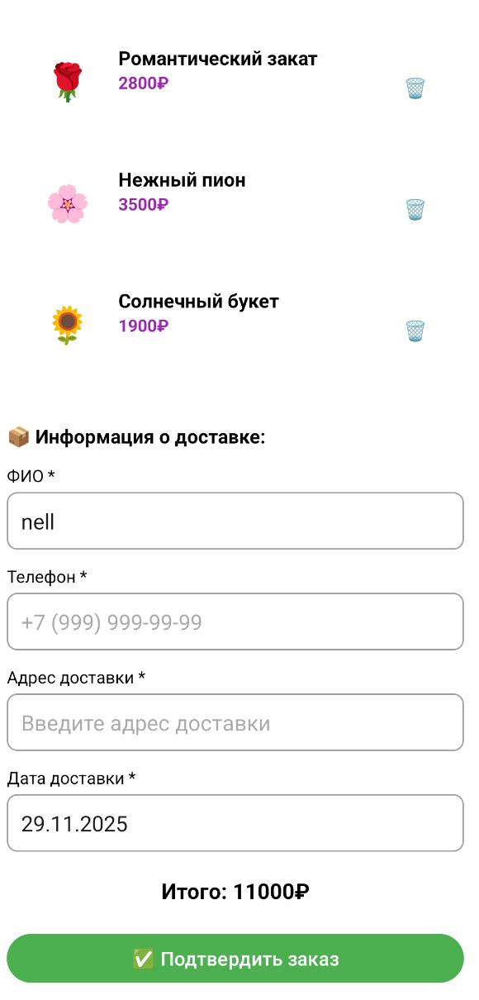 Романтический закат
2800₽
Нежный пион
3500₽
Солнечный букет
1900₽
Информация о доставке:
ФИО *
nell
Телефон *
+7 (999) 999-99-99
Адрес доставки *
Введите адрес доставки
Дата доставки *
29.11.2025
Итого: 11000₽
Подтвердить заказ